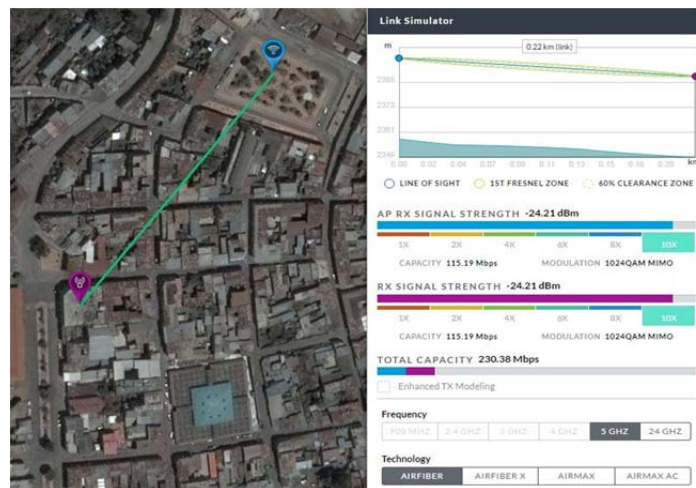 Link Simulator
m
0.22 km (link)
2385
2373
2361
0.00 0.02 0.04 0.07 0.09 0.11 0.13 0.15 0.18 0.20 km
LINE OF SIGHT 1ST FRESNEL ZONE 60% CLEARANCE ZONE
AP RX SIGNAL STRENGTH -24.21 dBm
1X 2X 4X 6X 8X 10X
CAPACITY 115.19 Mbps MODULATION 1024QAM MIMO
RX SIGNAL STRENGTH -24.21 dBm
1X 2X 4X 6X 8X 10X
CAPACITY 115.19 Mbps MODULATION 1024QAM MIMO
TOTAL CAPACITY 230.38 Mbps
Enhanced TX Modeling
Frequency
900 MHZ 2.4 GHZ 3 GHZ 4 GHZ 5 GHZ 24 GHZ
Technology
AIRFIBER AIRFIBER X AIRMAX AIRMAX AC